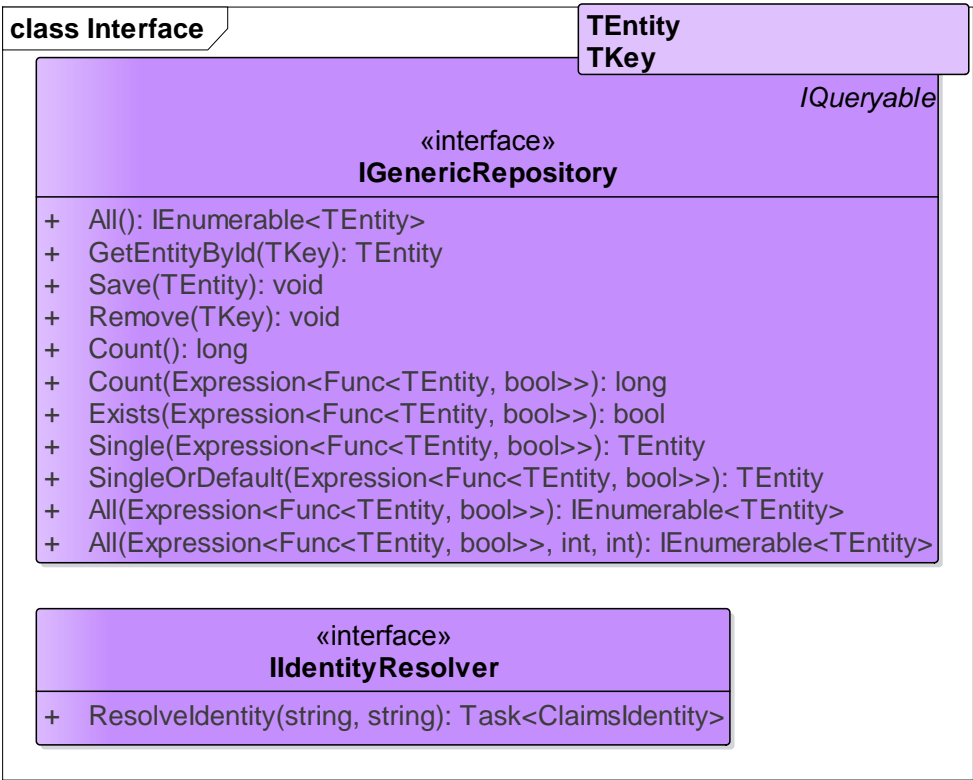 class Interface
TEntity
TKey
IQueryable
«interface»
IGenericRepository
+ All(): IEnumerable<TEntity>
+ GetEntityById(TKey): TEntity
+ Save(TEntity): void
+ Remove(TKey): void
+ Count(): long
+ Count(Expression<Func<TEntity, bool>>): long
+ Exists(Expression<Func<TEntity, bool>>): bool
+ Single(Expression<Func<TEntity, bool>>): TEntity
+ SingleOrDefault(Expression<Func<TEntity, bool>>): TEntity
+ All(Expression<Func<TEntity, bool>>): IEnumerable<TEntity>
+ All(Expression<Func<TEntity, bool>>, int, int): IEnumerable<TEntity>
«interface»
IIdentityResolver
+ ResolveIdentity(string, string): Task<ClaimsIdentity>